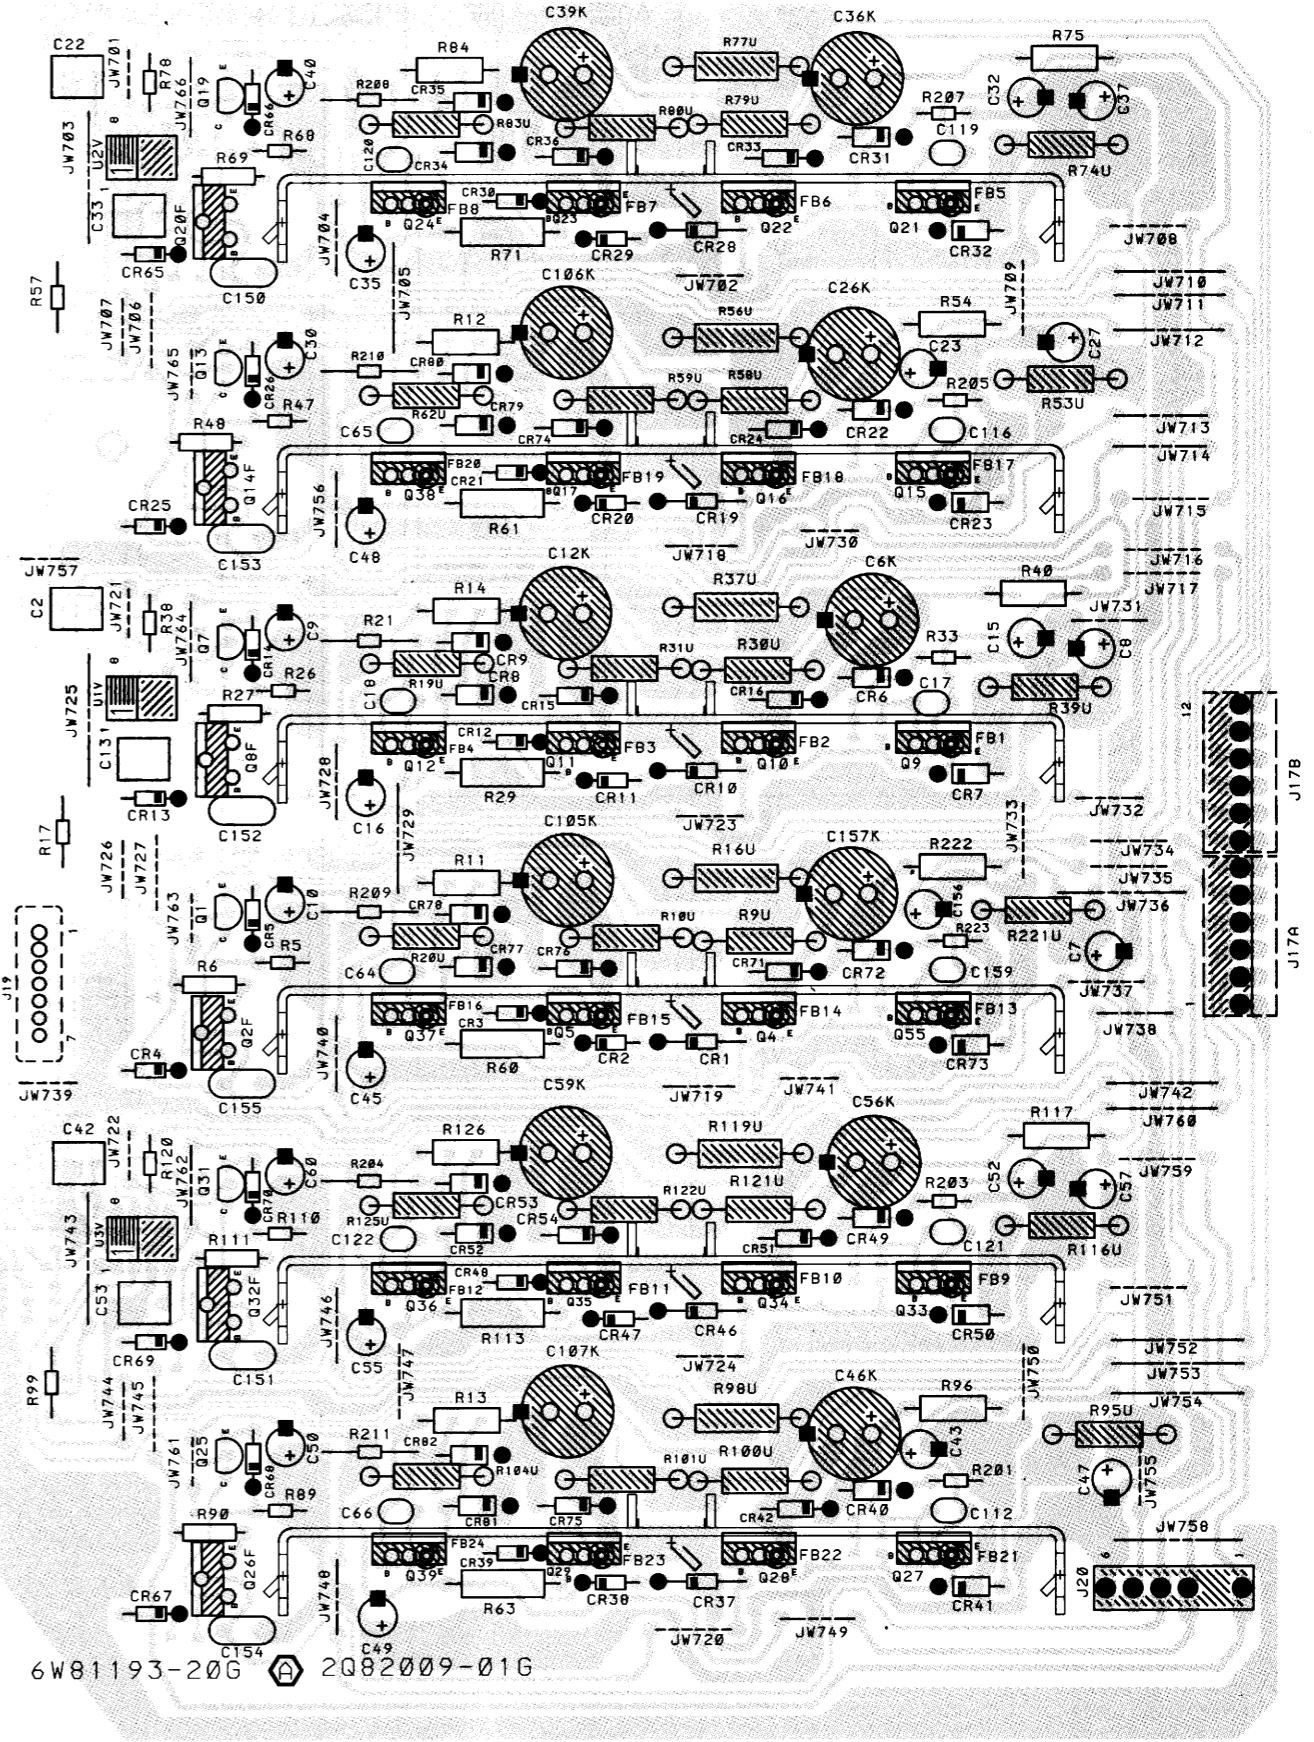 C39K C36K
C22 JW701 R78 JW766 Q19 E C CR66 C40 R84 R77U R75
R208 CR35 R83U CR36 R80U R79U R207 C32 C37
JW703 8 U2V R68 C120 CR34 CR33 CR31 C119 R74U
R69 C33 1 Q20F E B
CR30 FB8 FB7 FB6 FB5
B Q24 E Q23 B Q22 E B Q21 E
JW704 R71 CR29 CR28 CR32 JW708
CR65 C150 C35 JW705 C106K JW702 C26K JW709 JW710
R57 JW711
JW707 JW706 R12 R56U R54 JW712
JW765 Q13 E C CR26 C30 R210 CR80 R59U R58U C23 C27
R47 R62U CR79 R205 R53U
R48 C65 CR74 CR24 CR22 C116 JW713
Q14F E B FB20 CR21 FB19 FB18 FB17 JW714
Q38 E BQ17 B Q16 Q15 E
CR25 JW756 R61 CR20 CR19 CR23 JW715
C153 C48 JW718 JW730
JW757 C12K C6K JW716
JW717
C2 JW721 R38 JW764 Q7 E C CR14 C9 R14 R37U R40 JW731
R21 CR9 R31U R30U R33 C15 C8
8 U1V R26 C18 R19U CR8 CR15 CR16 CR6 C17 R39U
JW725 R27 12
C13 1 Q8F E B CR12 FB4 FB3 FB2 FB1
B Q12 E Q11 B Q10 E B Q9 E
CR13 JW728 R29 CR11 CR10 CR7 J17B
C152 C16 JW729 JW723 JW733 JW732
R17 C105K C157K
JW726 JW727 R11 R16U R222 JW734
JW735
JW763 Q1 E C CR5 C10 R209 CR78 R10U R9U C156 JW736
R5 R20U CR77 R223 R221U C7
J19 1 R6 C64 CR76 CR71 CR72 C159 J17A
JW737
7 Q2F E B FB16 CR3 FB15 FB14 FB13 1
Q37 E Q5 B Q4 Q55 E JW738
CR4 JW740 R60 CR2 CR1 CR73
JW739 C155 C45 C59K JW719 JW741 C56K JW742
JW760
C42 JW722 R120 JW762 Q31 E C CR70 C60 R126 R119U R117
JW759
R204 CR53 R122U R121U R203 C52 C57
8 U3V R110 R125U C122 CR52 CR54 CR51 CR49 C121 R116U
JW743 R111
C53 1 Q32F E B CR48 FB12 FB11 FB10 FB9
B Q36 E Q35 B Q34 E B Q33 E JW751
JW746 R113 CR47 CR46 CR50
CR69 C151 C55 C107K JW724 C46K JW750 JW752
R99 JW747 JW753
JW744 JW745 R13 R98U R96 JW754
JW761 Q25 E C CR68 C50 R211 CR82 R101U R100U C43 R95U
R89 R104U R201 C47 JW755
R90 C66 CR81 CR75 CR42 CR40 C112
JW758
Q26F E B FB24 CR39 FB23 FB22 FB21 J20 6 1
Q39 E Q29 B Q28 Q27 E
CR67 JW748 R63 CR38 CR37 CR41
C154 C49 JW720 JW749
6W81193-20G A 2Q82009-01G